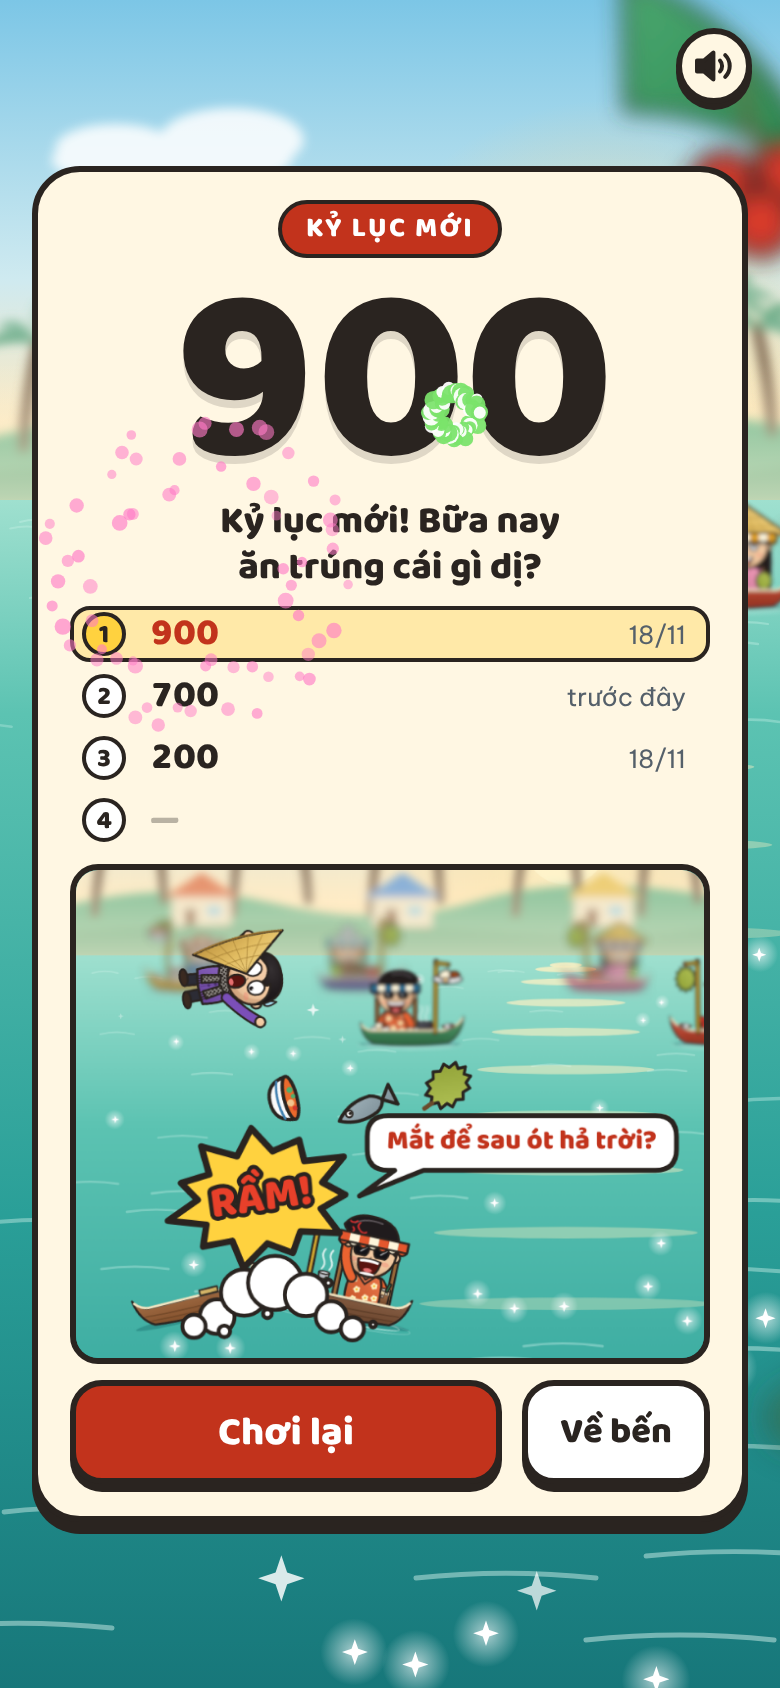 KỶ LỤC MỚI
900
Kỷ lục mới! Bữa nay
ăn trúng cái gì dị?
1 900 18/11
2 700 trước đây
3 200 18/11
4 —
Mắt để sau ót hả trời?
RẦM!
Chơi lại
Về bến